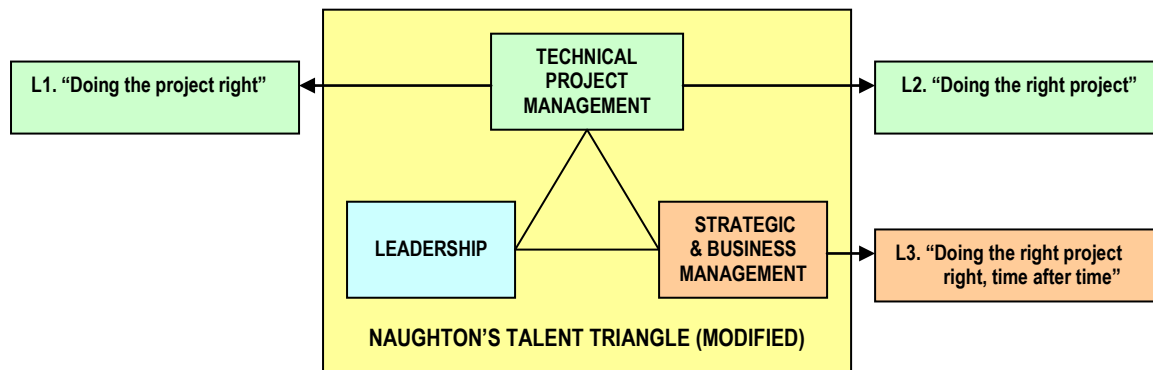 TECHNICAL
PROJECT
MANAGEMENT
L1. “Doing the project right”
L2. “Doing the right project”
LEADERSHIP
STRATEGIC
& BUSINESS
MANAGEMENT
L3. “Doing the right project
right, time after time”
NAUGHTON’S TALENT TRIANGLE (MODIFIED)